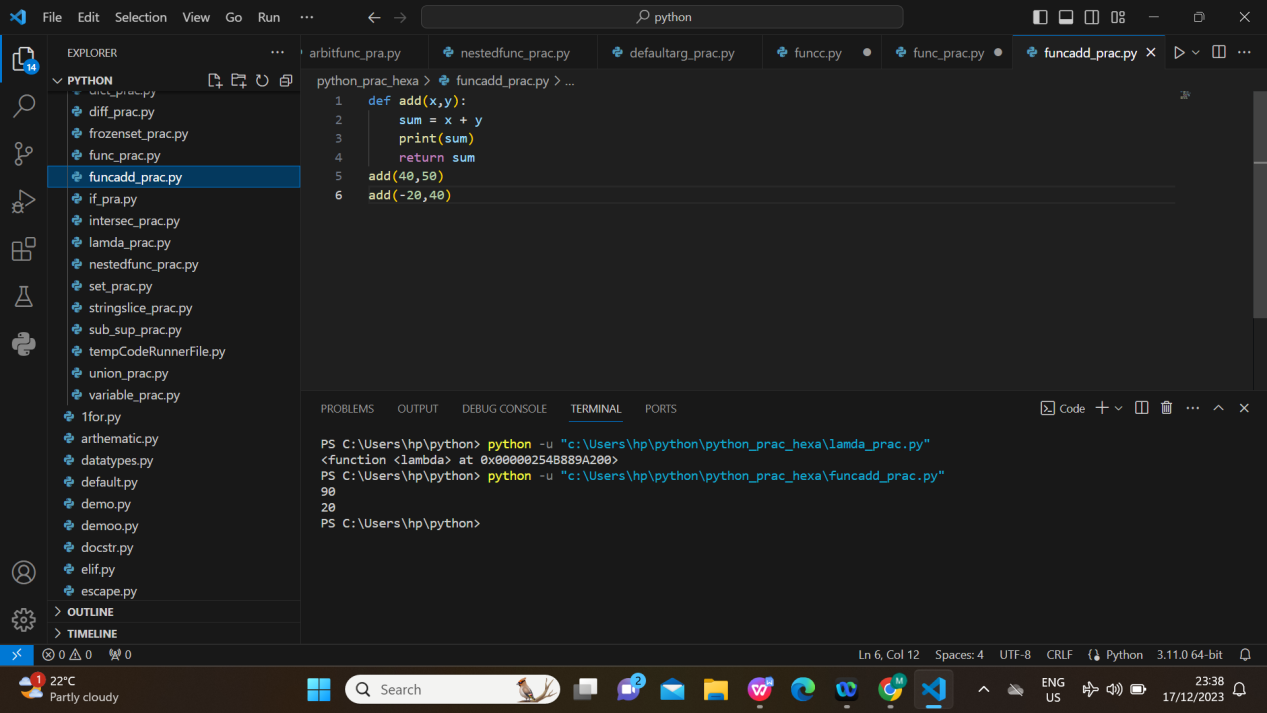 File Edit Selection View Go Run ··· python
EXPLORER ···
arbitfunc_pra.py nestedfunc_prac.py defaultarg_prac.py funcc.py func_prac.py funcadd_prac.py
PYTHON
python_prac_hexa > funcadd_prac.py > ...
dict_prac.py
diff_prac.py
frozenset_prac.py
func_prac.py
funcadd_prac.py
if_pra.py
intersec_prac.py
lamda_prac.py
nestedfunc_prac.py
set_prac.py
stringslice_prac.py
sub_sup_prac.py
tempCodeRunnerFile.py
union_prac.py
variable_prac.py
1for.py
arthematic.py
datatypes.py
default.py
demo.py
demoo.py
docstr.py
elif.py
escape.py
OUTLINE
TIMELINE
14
1 def add(x,y):
2 sum = x + y
3 print(sum)
4 return sum
5 add(40,50)
6 add(-20,40)
PROBLEMS OUTPUT DEBUG CONSOLE TERMINAL PORTS Code
PS C:\Users\hp\python> python -u "c:\Users\hp\python\python_prac_hexa\lamda_prac.py"
<function <lambda> at 0x00000254B889A200>
PS C:\Users\hp\python> python -u "c:\Users\hp\python\python_prac_hexa\funcadd_prac.py"
90
20
PS C:\Users\hp\python>
0 0 0 Ln 6, Col 12 Spaces: 4 UTF-8 CRLF Python 3.11.0 64-bit
1 22°C
Partly cloudy
Search
2
M
ENG
US
23:38
17/12/2023